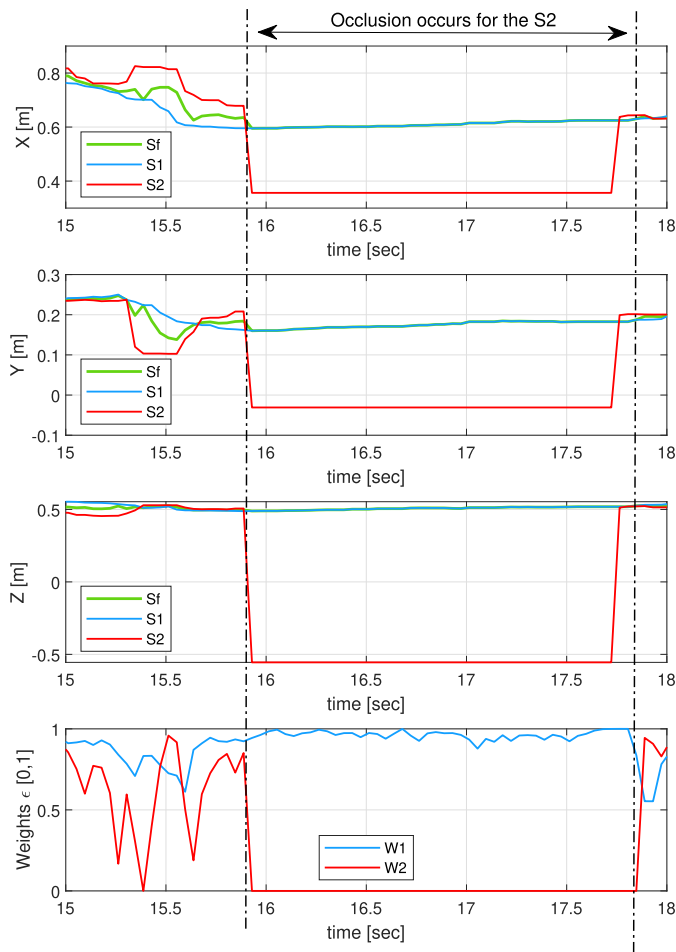 Occlusion occurs for the S2
X [m]
0.8
0.6
0.4
Sf
S1
S2
15 15.5 16 16.5 17 17.5 18
time [sec]
Y [m]
0.3
0.2
0.1
0
-0.1
Sf
S1
S2
15 15.5 16 16.5 17 17.5 18
time [sec]
Z [m]
0.5
0
-0.5
Sf
S1
S2
15 15.5 16 16.5 17 17.5 18
time [sec]
Weights ϵ [0,1]
1
0.5
0
W1
W2
15 15.5 16 16.5 17 17.5 18
time [sec]